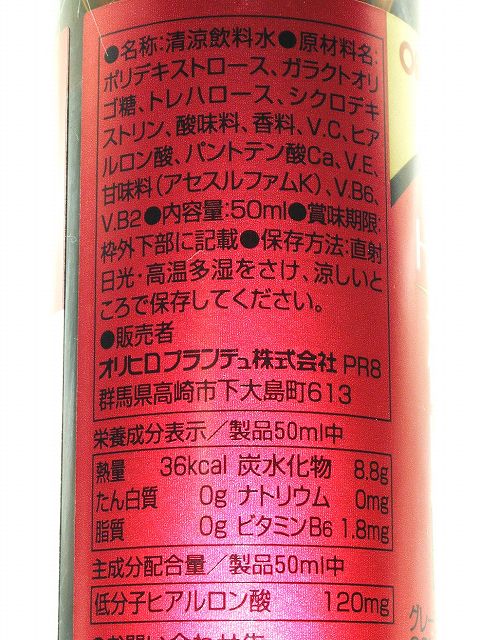 ●名称:清涼飲料水●原材料名:
ポリデキストロース、ガラクトオリ
ゴ糖、トレハロース、シクロデキ
ストリン、酸味料、香料、V.C、ヒア
ルロン酸、パントテン酸Ca、V.E、
甘味料(アセスルファムK)、V.B6、
V.B2●内容量:50ml●賞味期限:
枠外下部に記載●保存方法:直射
日光・高温多湿をさけ、涼しいと
ころで保存してください。
●販売者
オリヒロプランデュ株式会社 PR8
群馬県高崎市下大島町613
栄養成分表示／製品50ml中
熱量 36kcal 炭水化物 8.8g
たん白質 0g ナトリウム 0mg
脂質 0g ビタミンB6 1.8mg
主成分配合量／製品50ml中
低分子ヒアルロン酸 120mg